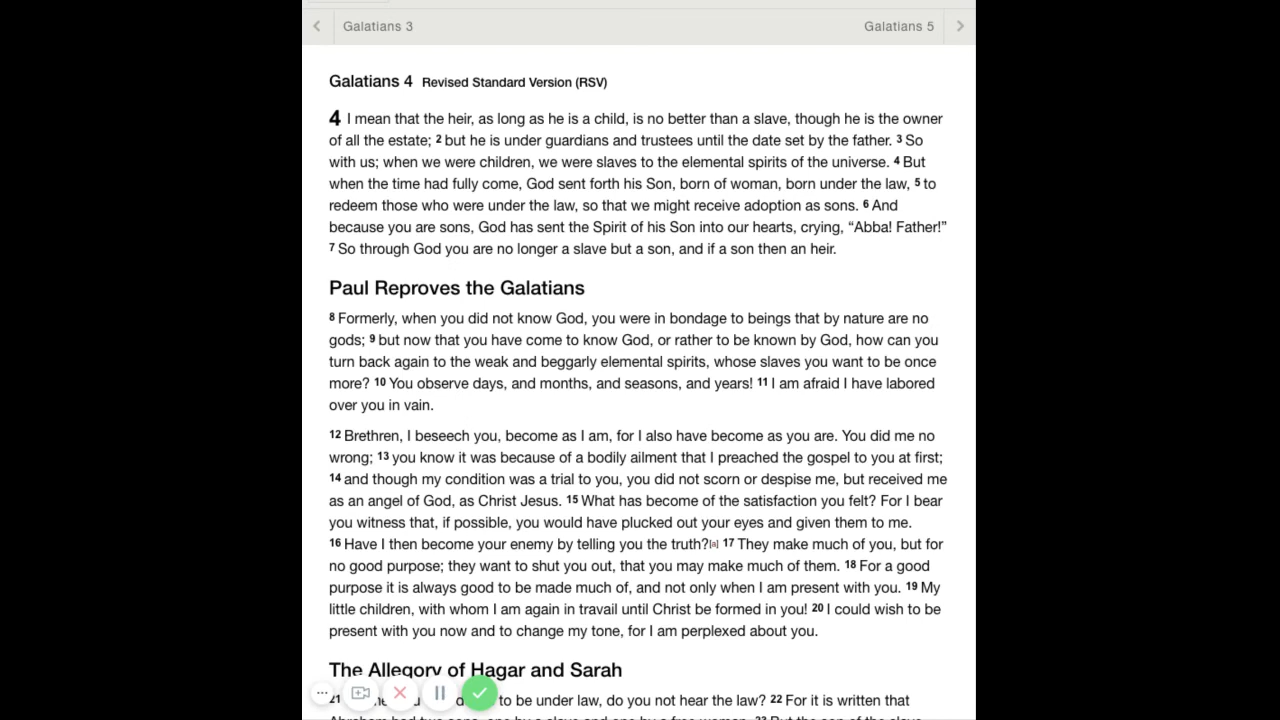 Galatians 3
Galatians 5
Galatians 4 Revised Standard Version (RSV)
4 I mean that the heir, as long as he is a child, is no better than a slave, though he is the owner
of all the estate; 2 but he is under guardians and trustees until the date set by the father. 3 So
with us; when we were children, we were slaves to the elemental spirits of the universe. 4 But
when the time had fully come, God sent forth his Son, born of woman, born under the law, 5 to
redeem those who were under the law, so that we might receive adoption as sons. 6 And
because you are sons, God has sent the Spirit of his Son into our hearts, crying, “Abba! Father!”
7 So through God you are no longer a slave but a son, and if a son then an heir.
Paul Reproves the Galatians
8 Formerly, when you did not know God, you were in bondage to beings that by nature are no
gods; 9 but now that you have come to know God, or rather to be known by God, how can you
turn back again to the weak and beggarly elemental spirits, whose slaves you want to be once
more? 10 You observe days, and months, and seasons, and years! 11 I am afraid I have labored
over you in vain.
12 Brethren, I beseech you, become as I am, for I also have become as you are. You did me no
wrong; 13 you know it was because of a bodily ailment that I preached the gospel to you at first;
14 and though my condition was a trial to you, you did not scorn or despise me, but received me
as an angel of God, as Christ Jesus. 15 What has become of the satisfaction you felt? For I bear
you witness that, if possible, you would have plucked out your eyes and given them to me.
16 Have I then become your enemy by telling you the truth?[a] 17 They make much of you, but for
no good purpose; they want to shut you out, that you may make much of them. 18 For a good
purpose it is always good to be made much of, and not only when I am present with you. 19 My
little children, with whom I am again in travail until Christ be formed in you! 20 I could wish to be
present with you now and to change my tone, for I am perplexed about you.
The Allegory of Hagar and Sarah
21 to be under law, do you not hear the law? 22 For it is written that